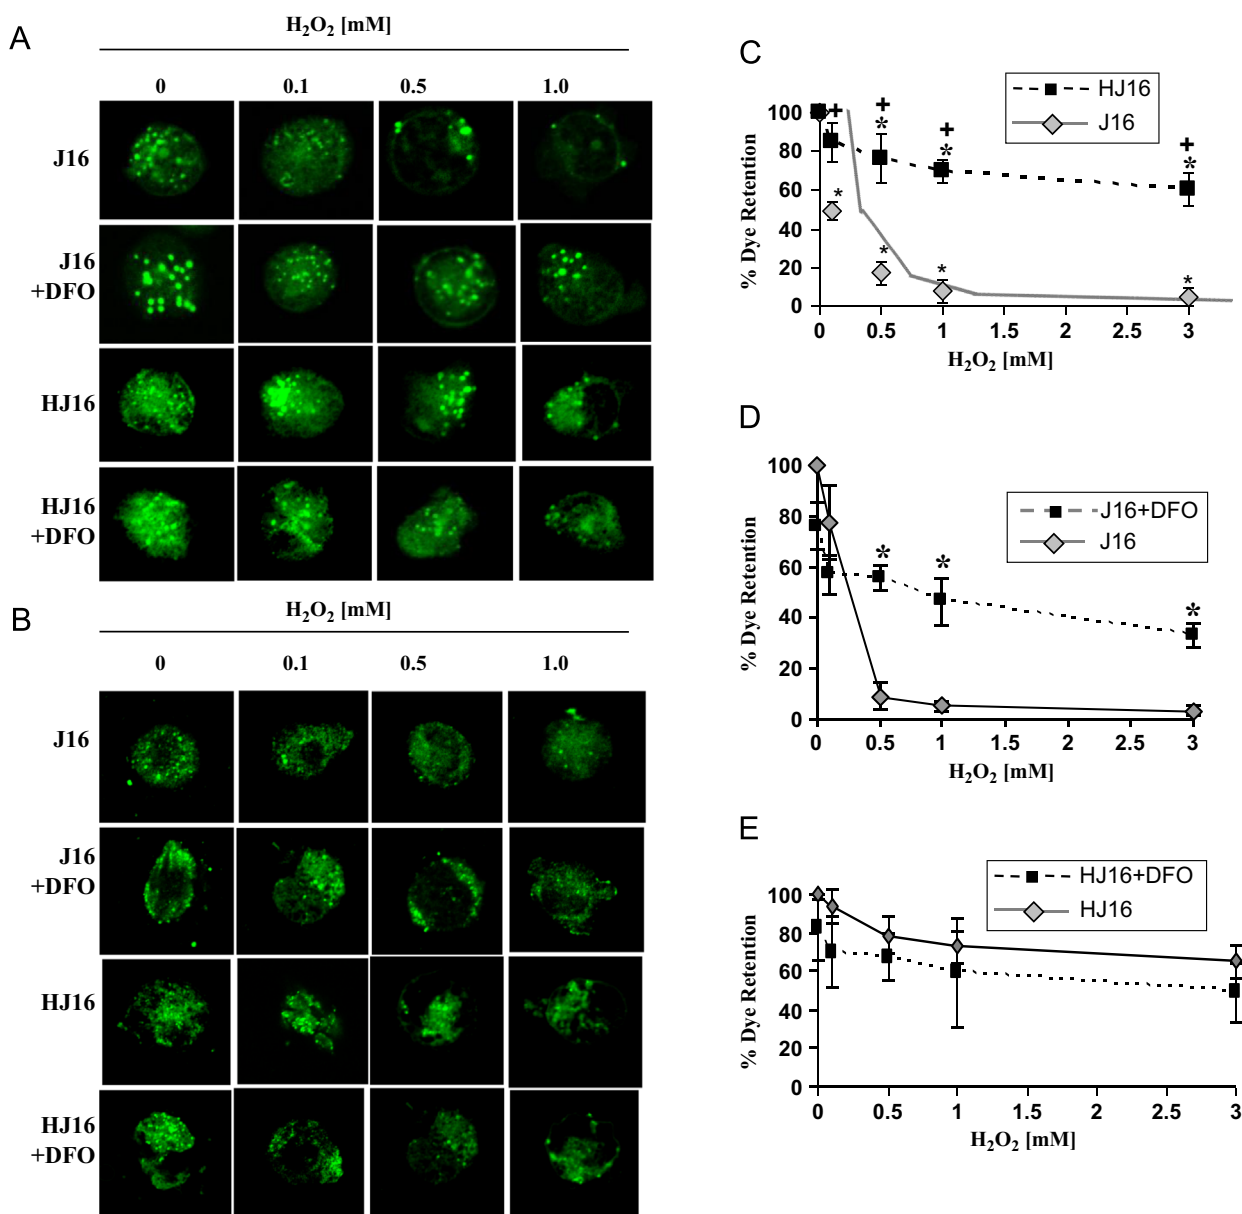 A
H₂O₂ [mM]
0 0.1 0.5 1.0
J16
J16
+DFO
HJ16
HJ16
+DFO
B
H₂O₂ [mM]
0 0.1 0.5 1.0
J16
J16
+DFO
HJ16
HJ16
+DFO
C
HJ16
J16
% Dye Retention
100
80
60
40
20
0
+
+
+
+
*
*
*
*
*
*
*
0 0.5 1 1.5 2 2.5 3
H₂O₂ [mM]
D
J16+DFO
J16
% Dye Retention
100
80
60
40
20
0
*
*
*
0 0.5 1 1.5 2 2.5 3
H₂O₂ [mM]
E
HJ16+DFO
HJ16
% Dye Retention
100
80
60
40
20
0
0 0.5 1 1.5 2 2.5 3
H₂O₂ [mM]